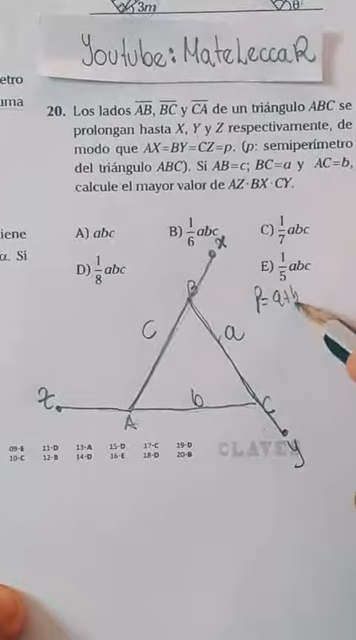 3m
θ
Youtube: MateLeccaR
etro
uma
20. Los lados AB, BC y CA de un triángulo ABC se
prolongan hasta X, Y y Z respectivamente, de
modo que AX=BY=CZ=p. (p: semiperímetro
del triángulo ABC). Si AB=c; BC=a y AC=b,
calcule el mayor valor de AZ·BX·CY.
iene
α. Si
A) abc
B) 1/6 abc
C) 1/7 abc
D) 1/8 abc
E) 1/5 abc
x
B
P=a+b
c
a
z
b
C
A
y
09-E 11-D 13-A 15-D 17-C 19-D
10-C 12-B 14-D 16-E 18-D 20-B
CLAVES